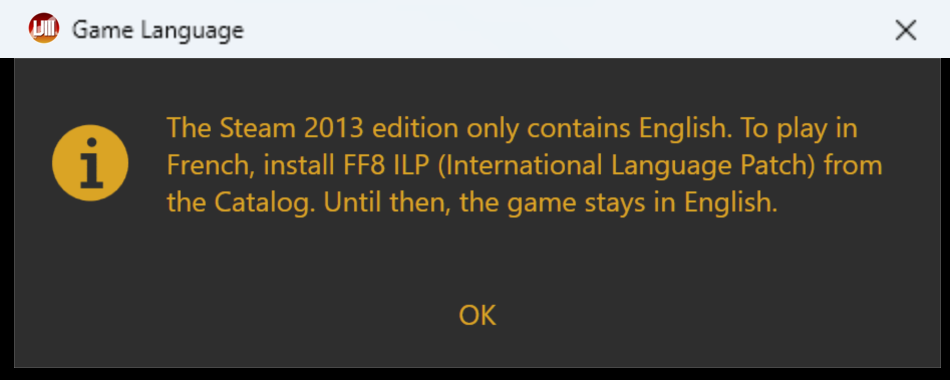 Game Language
The Steam 2013 edition only contains English. To play in
French, install FF8 ILP (International Language Patch) from
the Catalog. Until then, the game stays in English.
OK